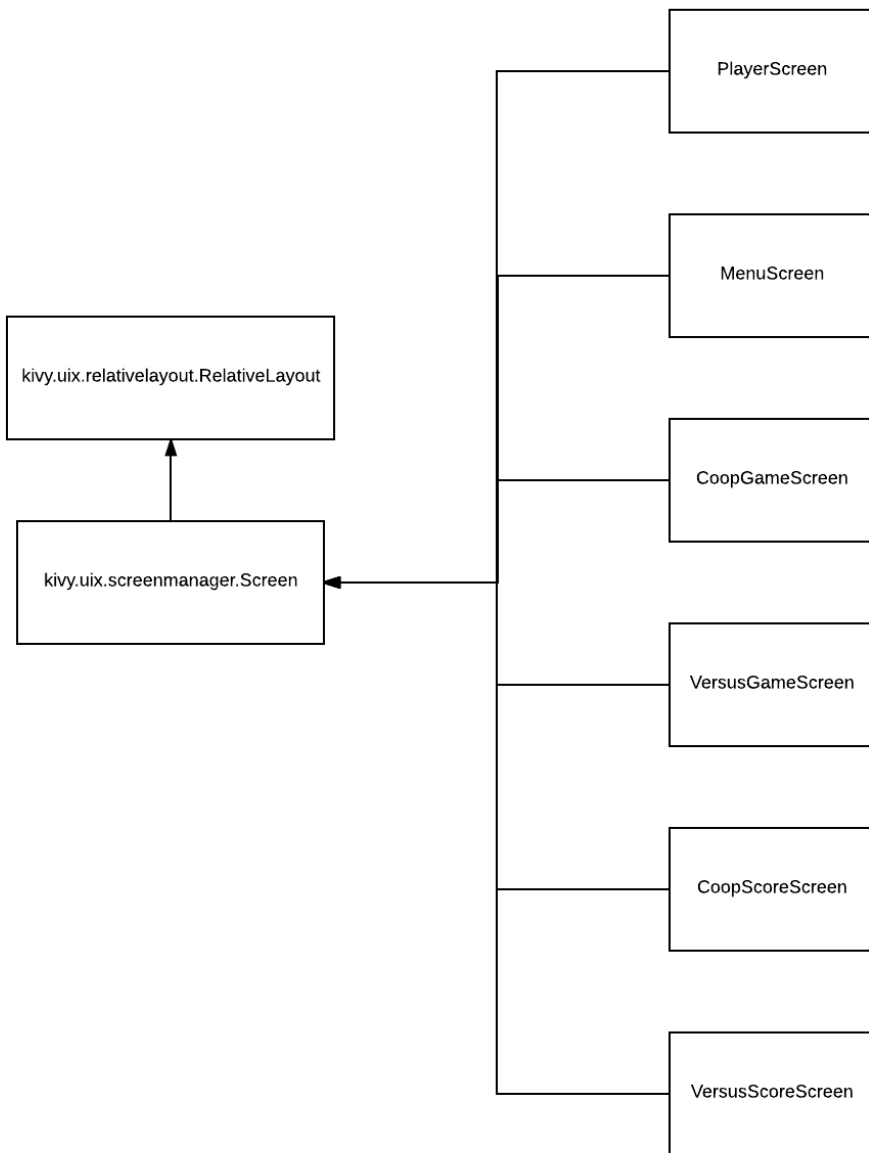 PlayerScreen
MenuScreen
kivy.uix.relativelayout.RelativeLayout
CoopGameScreen
kivy.uix.screenmanager.Screen
VersusGameScreen
CoopScoreScreen
VersusScoreScreen